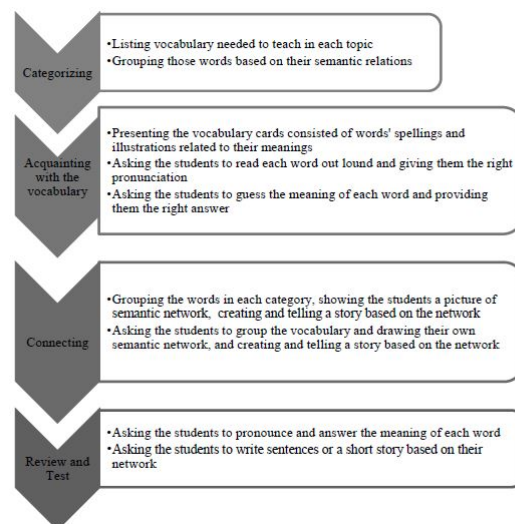 Categorizing
•Listing vocabulary needed to teach in each topic
•Grouping those words based on their semantic relations
Acquainting
with the
vocabulary
•Presenting the vocabulary cards consisted of words' spellings and
illustrations related to their meanings
•Asking the students to read each word out lound and giving them the right
pronunciation
•Asking the students to guess the meaning of each word and providing
them the right answer
Connecting
•Grouping the words in each category, showing the students a picture of
semantic network, creating and telling a story based on the network
•Asking the students to group the vocabulary and drawing their own
semantic network, and creating and telling a story based on the network
Review and
Test
•Asking the students to pronounce and answer the meaning of each word
•Asking the students to write sentences or a short story based on their
network